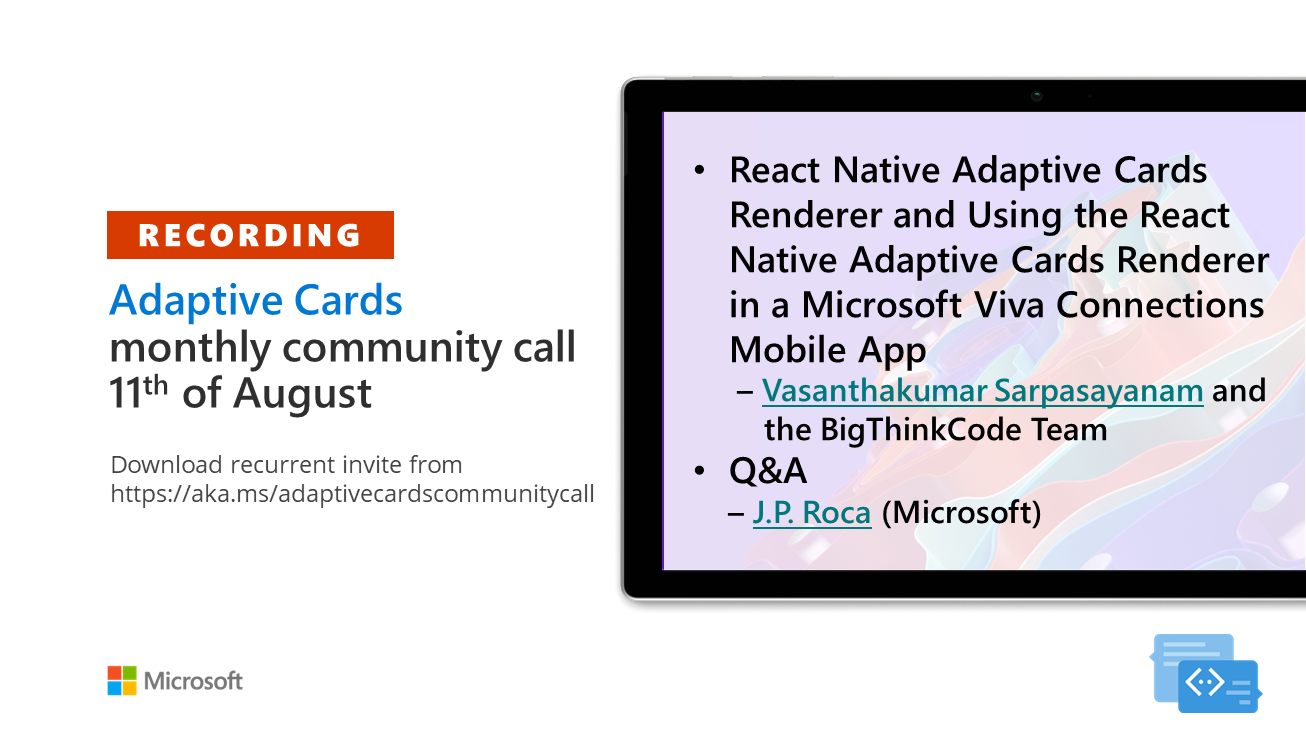 RECORDING
Adaptive Cards
monthly community call
11th of August
Download recurrent invite from
https://aka.ms/adaptivecardscommunitycall
Microsoft
• React Native Adaptive Cards
Renderer and Using the React
Native Adaptive Cards Renderer
in a Microsoft Viva Connections
Mobile App
– Vasanthakumar Sarpasayanam and
the BigThinkCode Team
• Q&A
– J.P. Roca (Microsoft)